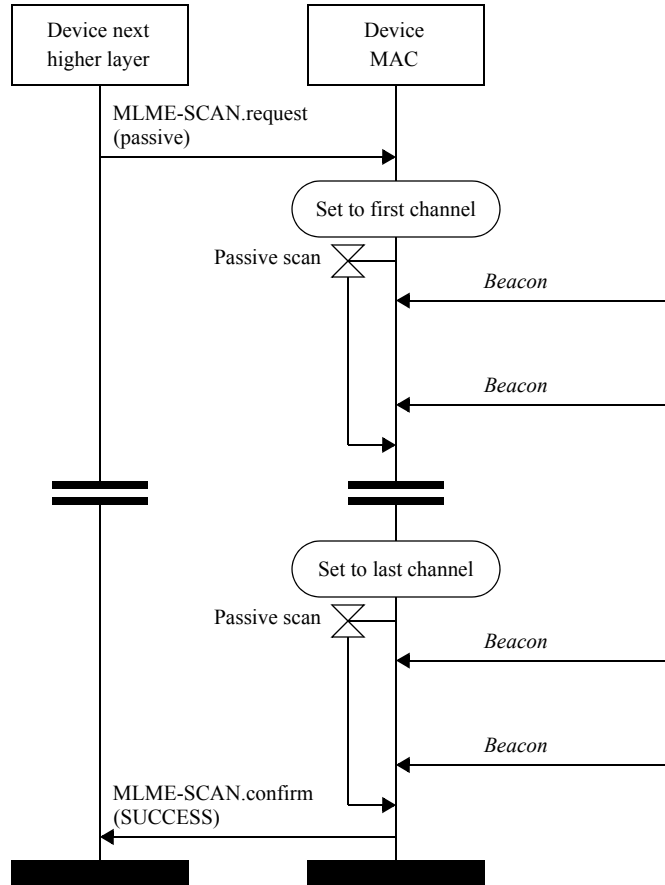 Device next
higher layer
Device
MAC
MLME-SCAN.request
(passive)
Set to first channel
Passive scan
Beacon
Beacon
Set to last channel
Passive scan
Beacon
Beacon
MLME-SCAN.confirm
(SUCCESS)